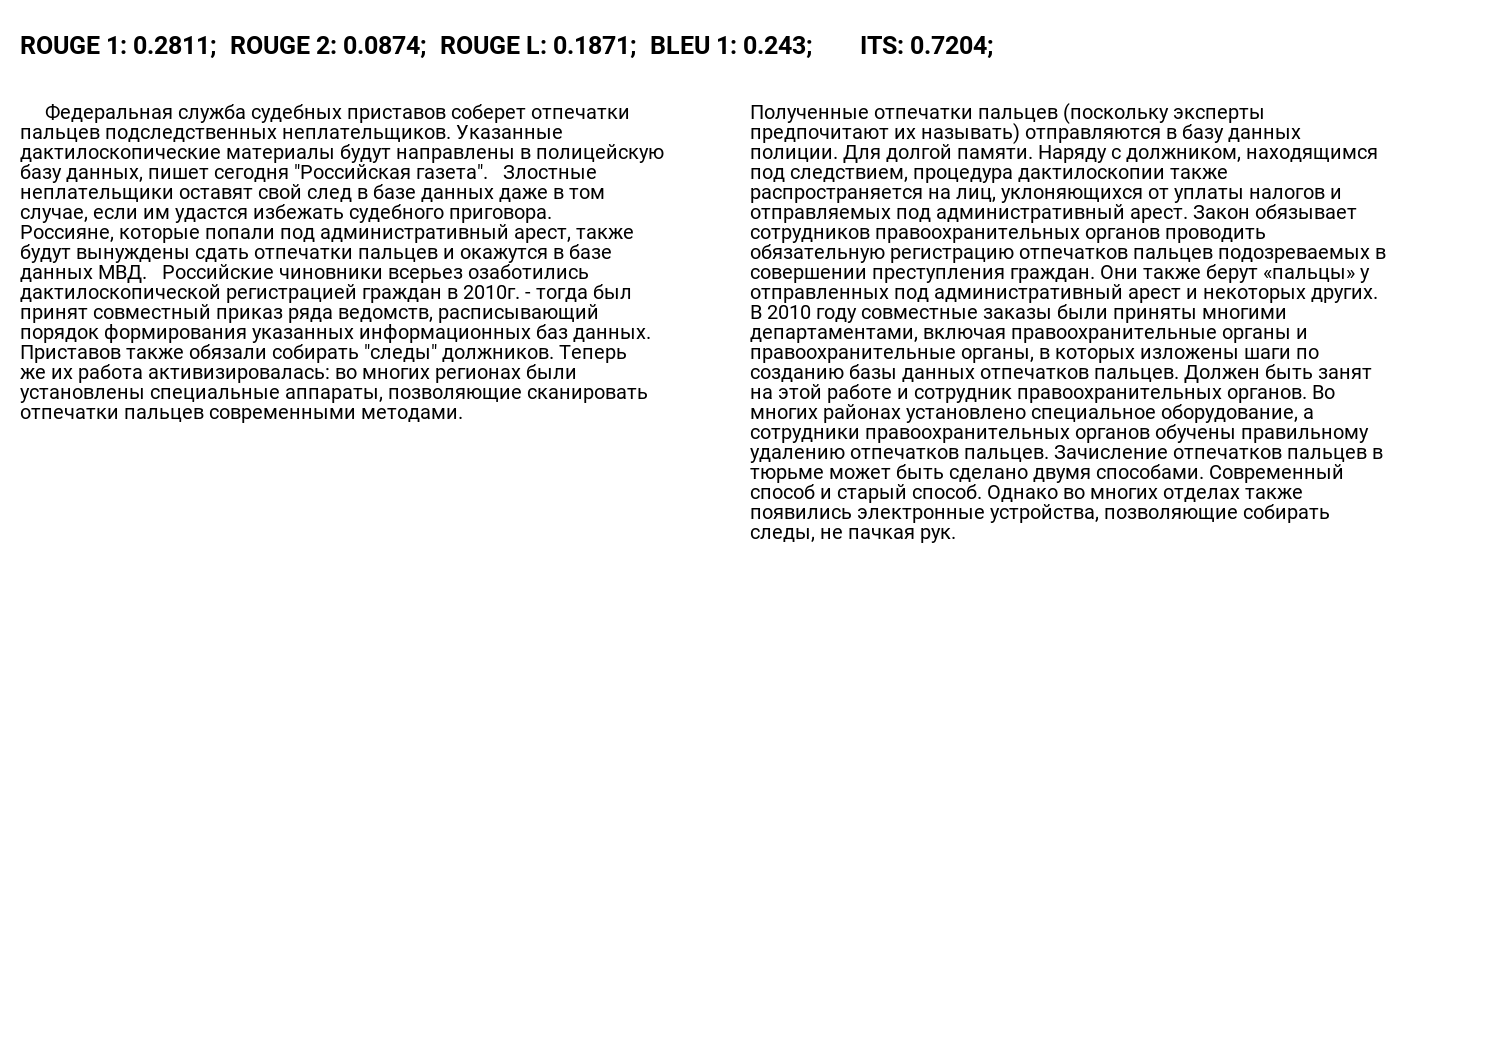 ROUGE 1: 0.2811;  ROUGE 2: 0.0874;  ROUGE L: 0.1871;  BLEU 1: 0.243;  ITS: 0.7204;
Федеральная служба судебных приставов соберет отпечатки
пальцев подследственных неплательщиков. Указанные
дактилоскопические материалы будут направлены в полицейскую
базу данных, пишет сегодня "Российская газета".   Злостные
неплательщики оставят свой след в базе данных даже в том
случае, если им удастся избежать судебного приговора.
Россияне, которые попали под административный арест, также
будут вынуждены сдать отпечатки пальцев и окажутся в базе
данных МВД.   Российские чиновники всерьез озаботились
дактилоскопической регистрацией граждан в 2010г. - тогда был
принят совместный приказ ряда ведомств, расписывающий
порядок формирования указанных информационных баз данных.
Приставов также обязали собирать "следы" должников. Теперь
же их работа активизировалась: во многих регионах были
установлены специальные аппараты, позволяющие сканировать
отпечатки пальцев современными методами.
Полученные отпечатки пальцев (поскольку эксперты
предпочитают их называть) отправляются в базу данных
полиции. Для долгой памяти. Наряду с должником, находящимся
под следствием, процедура дактилоскопии также
распространяется на лиц, уклоняющихся от уплаты налогов и
отправляемых под административный арест. Закон обязывает
сотрудников правоохранительных органов проводить
обязательную регистрацию отпечатков пальцев подозреваемых в
совершении преступления граждан. Они также берут «пальцы» у
отправленных под административный арест и некоторых других.
В 2010 году совместные заказы были приняты многими
департаментами, включая правоохранительные органы и
правоохранительные органы, в которых изложены шаги по
созданию базы данных отпечатков пальцев. Должен быть занят
на этой работе и сотрудник правоохранительных органов. Во
многих районах установлено специальное оборудование, а
сотрудники правоохранительных органов обучены правильному
удалению отпечатков пальцев. Зачисление отпечатков пальцев в
тюрьме может быть сделано двумя способами. Современный
способ и старый способ. Однако во многих отделах также
появились электронные устройства, позволяющие собирать
следы, не пачкая рук.